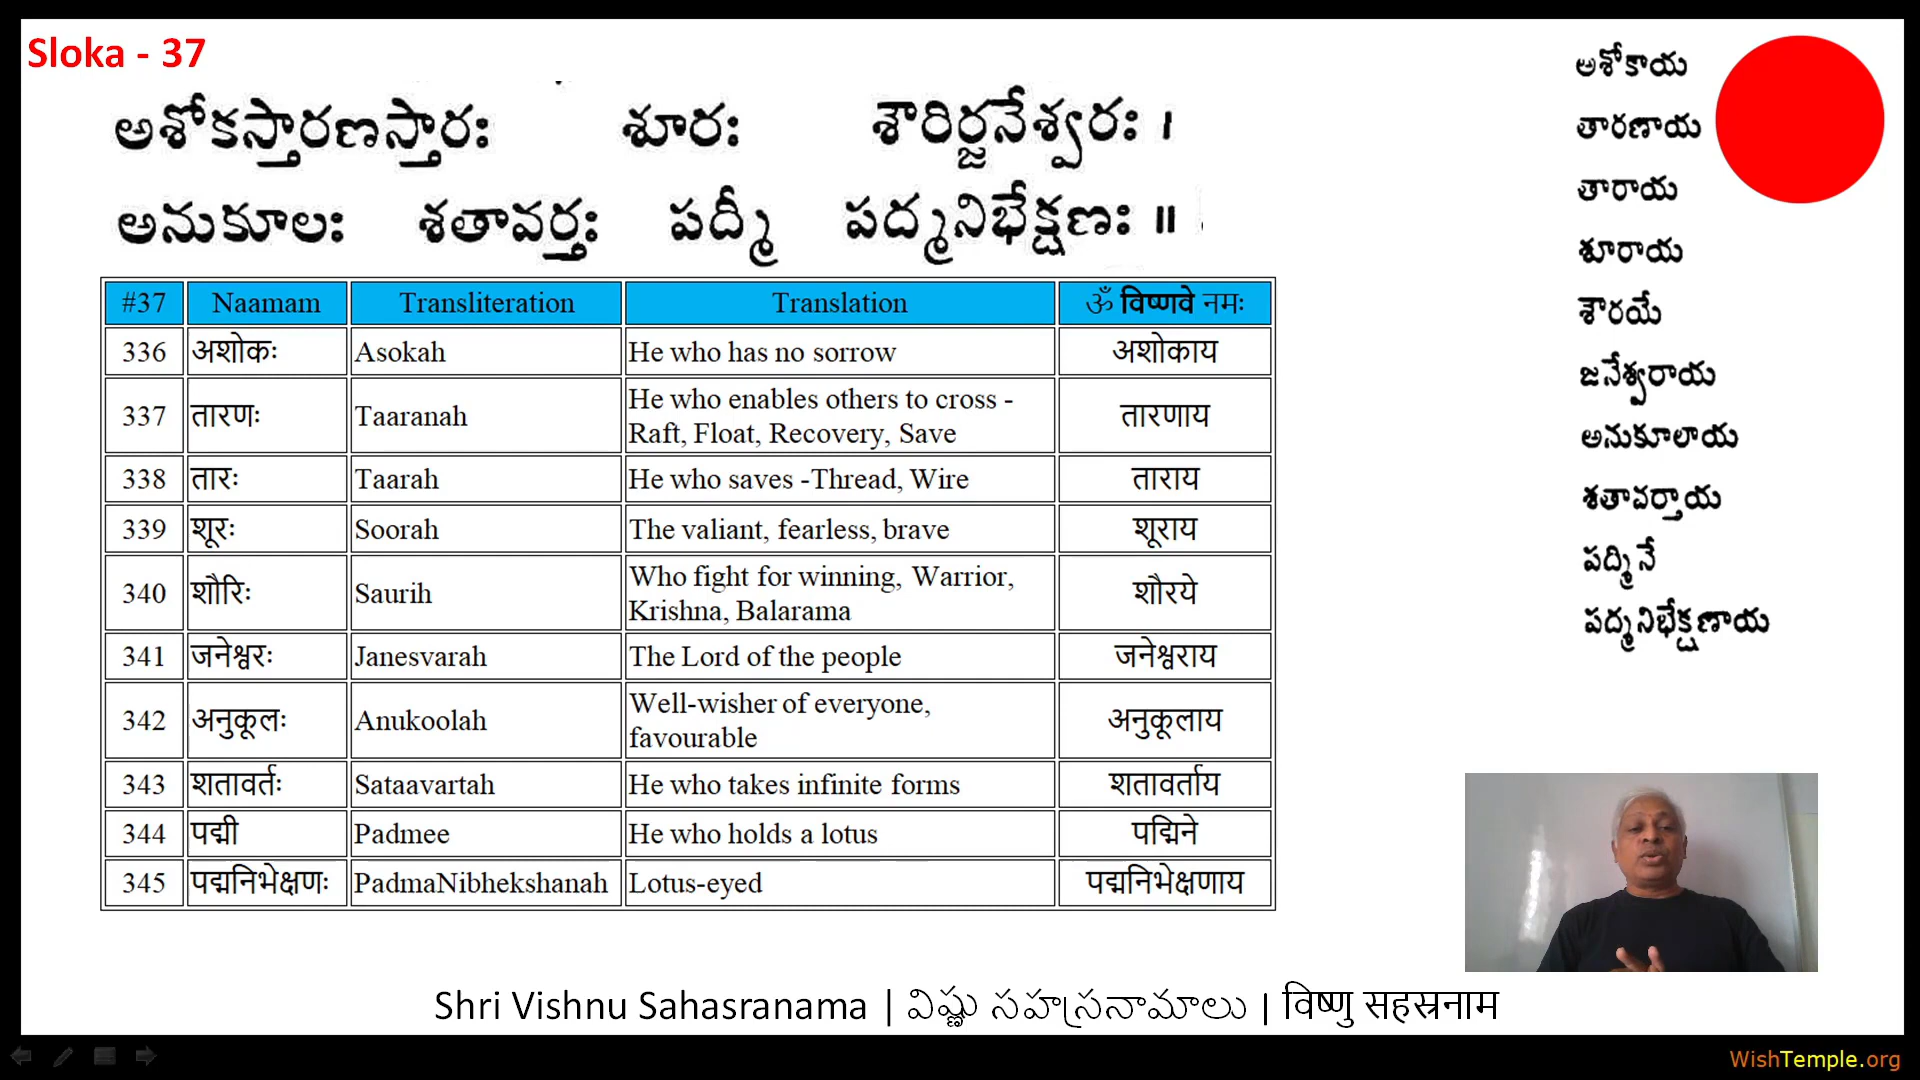 Sloka - 37
అశోకస్తారణస్తారః శూరః శౌరిర్జనేశ్వరః ।
అనుకూలః శతావర్తః పద్మీ పద్మనిభేక్షణః ॥
#37 Naamam Transliteration Translation ॐ विष्णवे नमः
336 अशोकः Asokah He who has no sorrow अशोकाय
337 तारणः Taaranah He who enables others to cross - तारणाय
Raft, Float, Recovery, Save
338 तारः Taarah He who saves -Thread, Wire ताराय
339 शूरः Soorah The valiant, fearless, brave शूराय
340 शौरिः Saurih Who fight for winning, Warrior, शौरये
Krishna, Balarama
341 जनेश्वरः Janesvarah The Lord of the people जनेश्वराय
342 अनुकूलः Anukoolah Well-wisher of everyone, अनुकूलाय
favourable
343 शतावर्तः Sataavartah He who takes infinite forms शतावर्ताय
344 पद्मी Padmee He who holds a lotus पद्मिने
345 पद्मनिभेक्षणः PadmaNibhekshanah Lotus-eyed पद्मनिभेक्षणाय
అశోకాయ
తారణాయ
తారాయ
శూరాయ
శౌరయే
జనేశ్వరాయ
అనుకూలాయ
శతావర్తాయ
పద్మినే
పద్మనిభేక్షణాయ
Shri Vishnu Sahasranama | విష్ణు సహస్రనామాలు | विष्णु सहस्रनाम
WishTemple.org